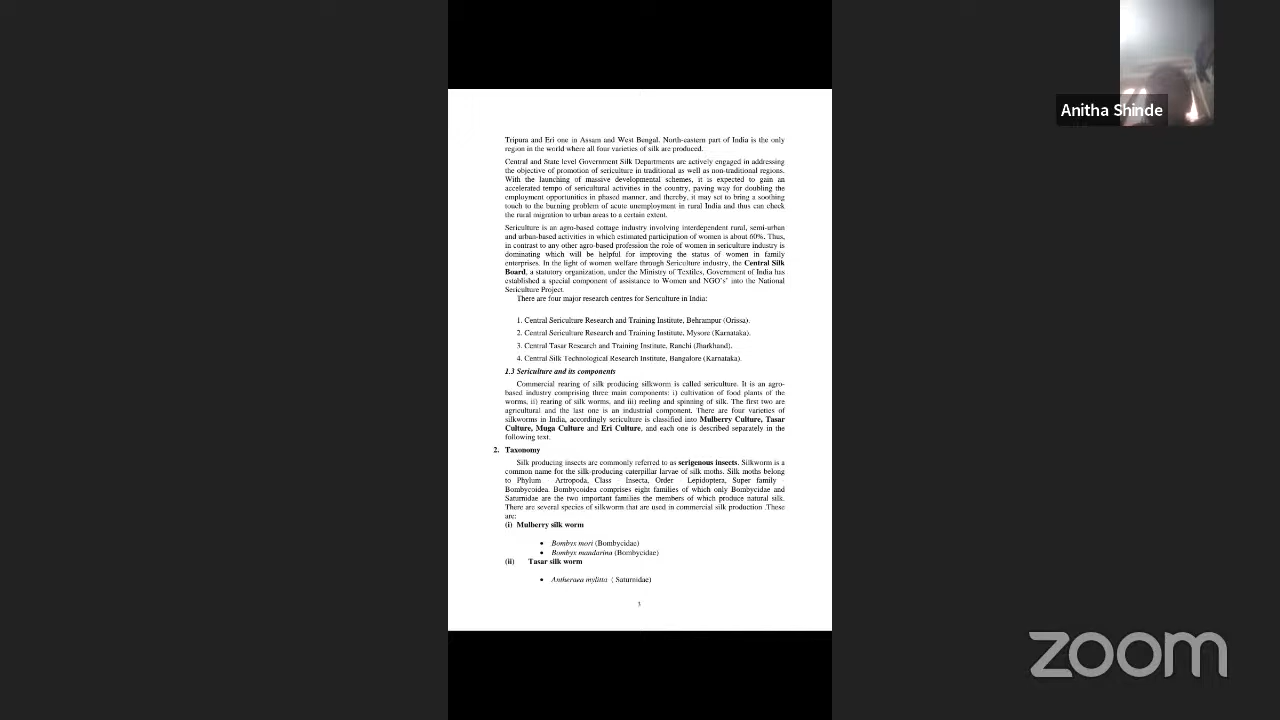 Anitha Shinde
Tripura and Eri one in Assam and West Bengal. North-eastern part of India is the only
region in the world where all four varieties of silk are produced.
Central and State level Government Silk Departments are actively engaged in addressing
the objective of promotion of sericulture in traditional as well as non-traditional regions.
With the launching of massive developmental schemes, it is expected to gain an
accelerated tempo of sericultural activities in the country, paving way for doubling the
employment opportunities in phased manner, and thereby, it may set to bring a soothing
touch to the burning problem of acute unemployment in rural India and thus can check
the rural migration to urban areas to a certain extent.
Sericulture is an agro-based cottage industry involving interdependent rural, semi-urban
and urban-based activities in which estimated participation of women is about 60%. Thus,
in contrast to any other agro-based profession the role of women in sericulture industry is
dominating which will be helpful for improving the status of women in family
enterprises. In the light of women welfare through Sericulture industry, the Central Silk
Board, a statutory organization, under the Ministry of Textiles, Government of India has
established a special component of assistance to Women and NGO's' into the National
Sericulture Project.
There are four major research centres for Sericulture in India:
1. Central Sericulture Research and Training Institute, Behrampur (Orissa).
2. Central Sericulture Research and Training Institute, Mysore (Karnataka).
3. Central Tasar Research and Training Institute, Ranchi (Jharkhand).
4. Central Silk Technological Research Institute, Bangalore (Karnataka).
1.3 Sericulture and its components
Commercial rearing of silk producing silkworm is called sericulture. It is an agro-
based industry comprising three main components: i) cultivation of food plants of the
worms, ii) rearing of silk worms, and iii) reeling and spinning of silk. The first two are
agricultural and the last one is an industrial component. There are four varieties of
silkworms in India, accordingly sericulture is classified into Mulberry Culture, Tasar
Culture, Muga Culture and Eri Culture, and each one is described separately in the
following text.
2. Taxonomy
Silk producing insects are commonly referred to as serigenous insects. Silkworm is a
common name for the silk-producing caterpillar larvae of silk moths. Silk moths belong
to Phylum Artropoda, Class Insecta, Order Lepidoptera, Super family
Bombycoidea. Bombycoidea comprises eight families of which only Bombycidae and
Saturnidae are the two important families the members of which produce natural silk.
There are several species of silkworm that are used in commercial silk production .These
are:
(i) Mulberry silk worm
• Bombyx mori (Bombycidae)
• Bombyx mandarina (Bombycidae)
(ii) Tasar silk worm
• Antheraea mylitta ( Saturnidae)
3
zoom